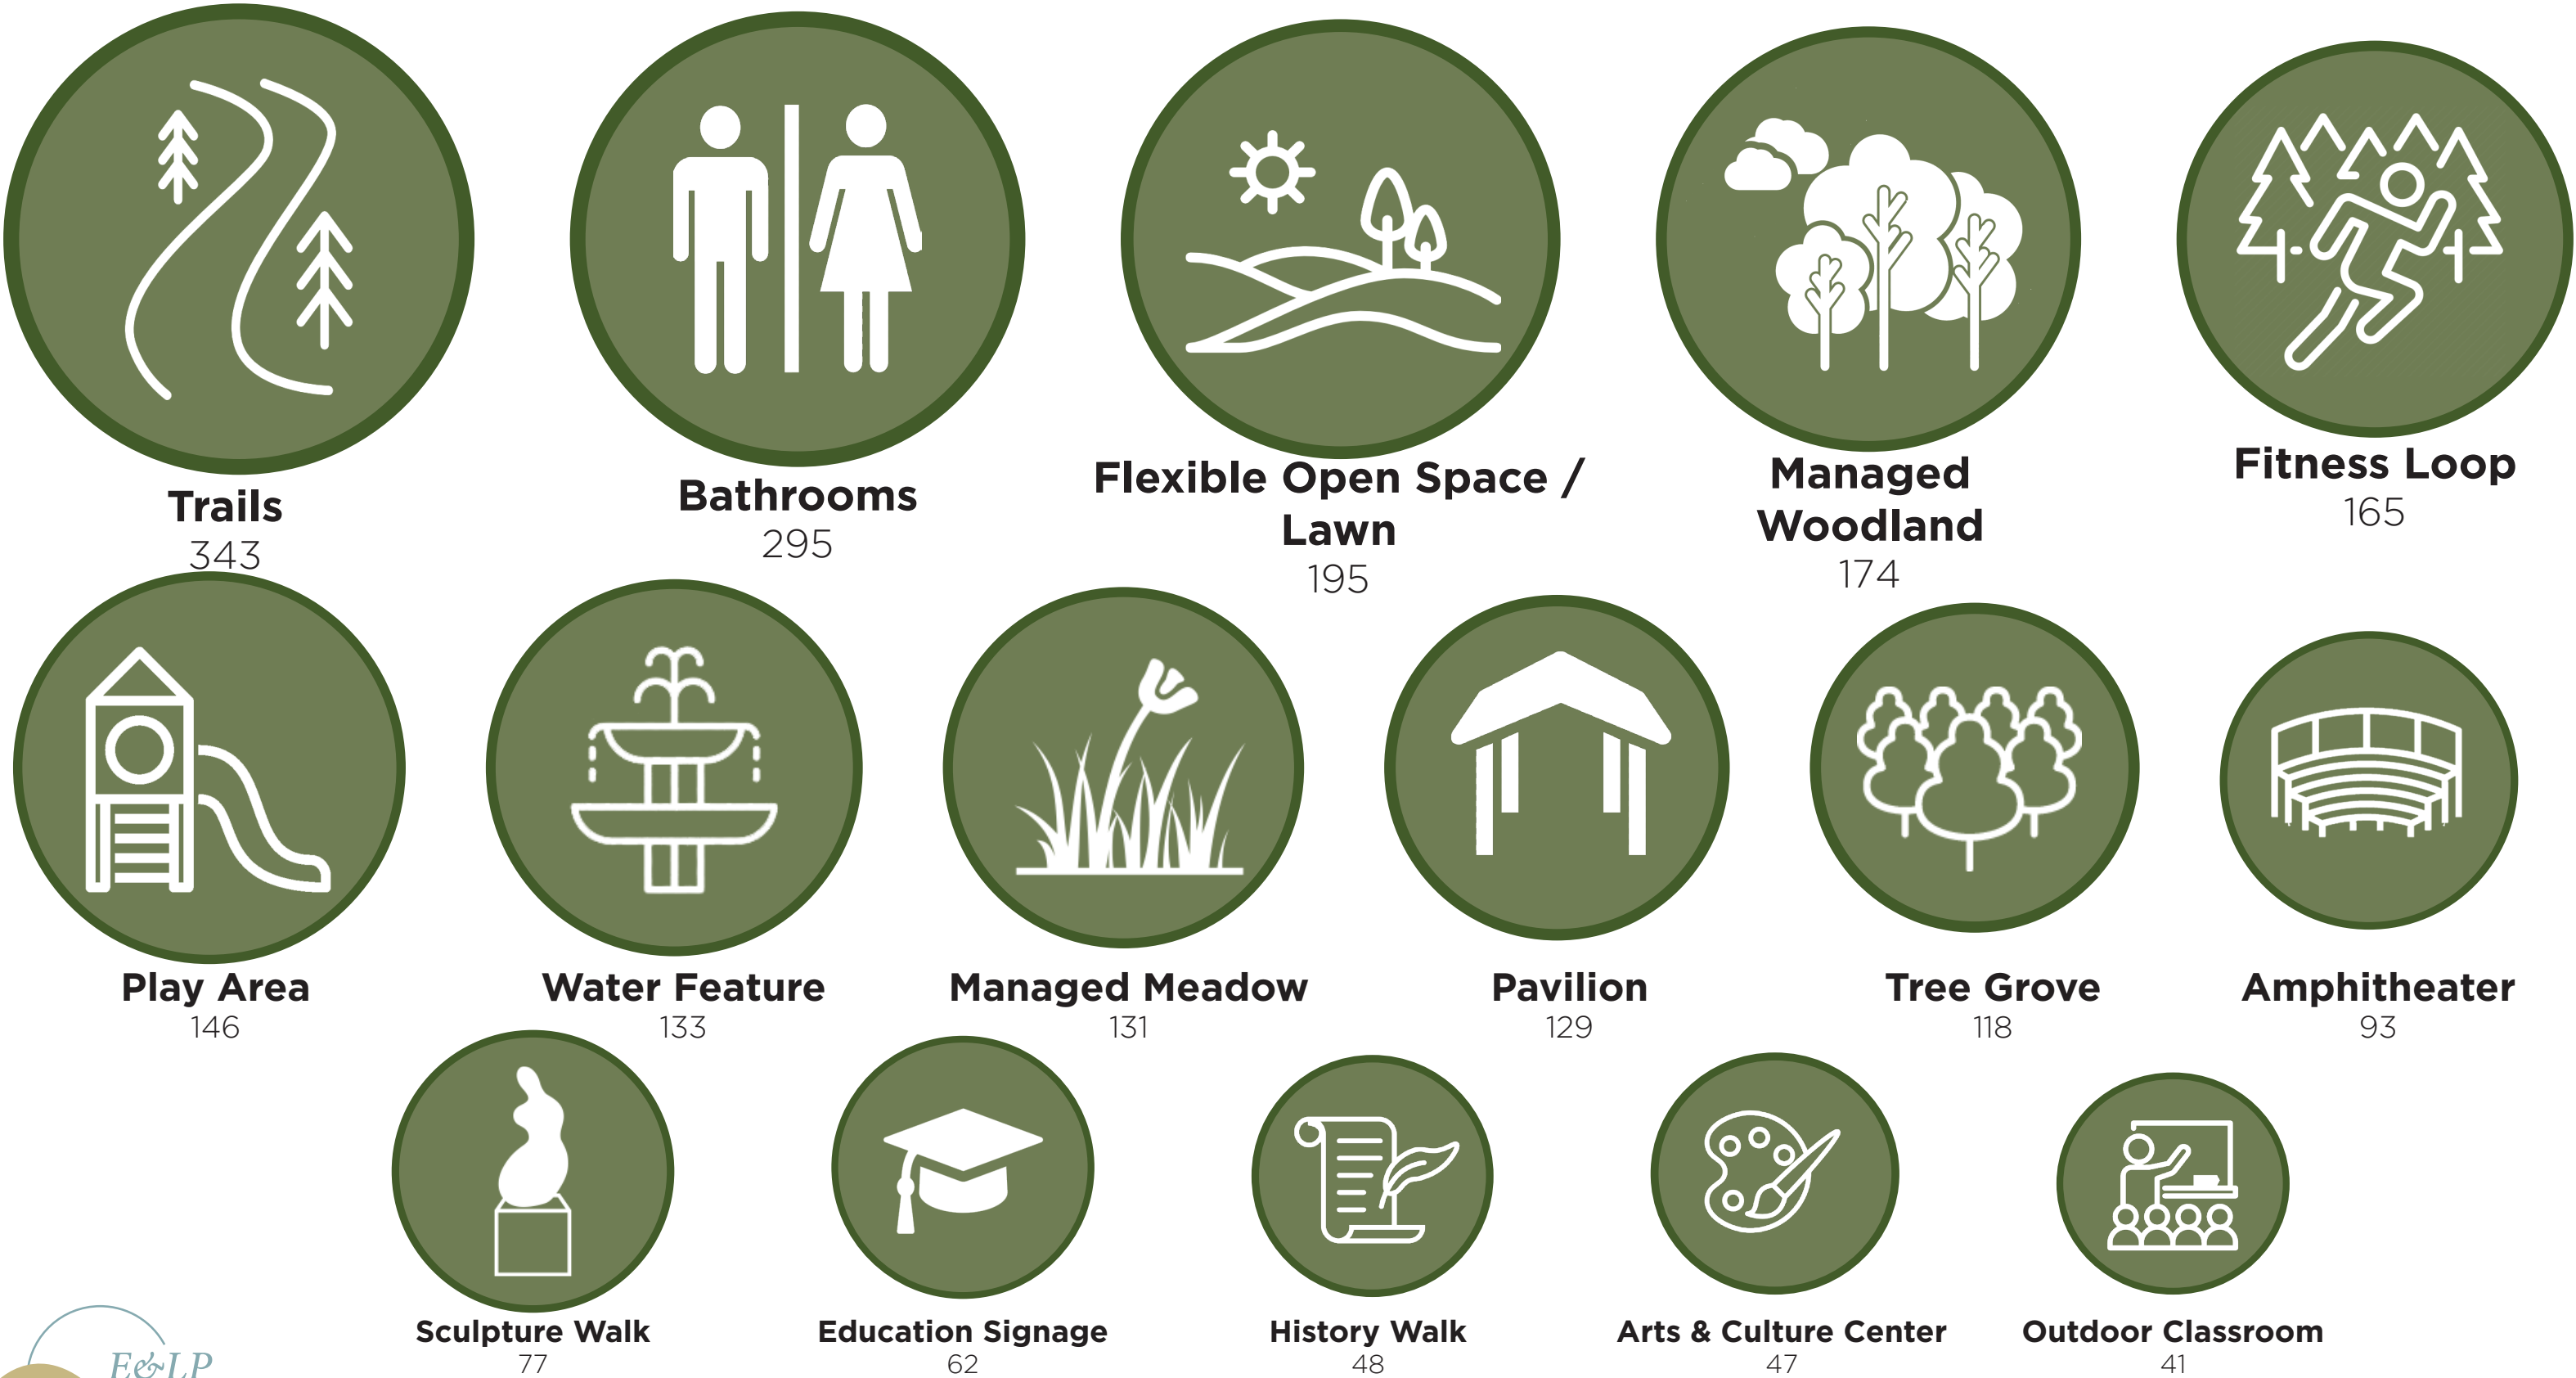 Trails
343
Bathrooms
295
Flexible Open Space /
Lawn
195
Managed
Woodland
174
Fitness Loop
165
Play Area
146
Water Feature
133
Managed Meadow
131
Pavilion
129
Tree Grove
118
Amphitheater
93
Sculpture Walk
77
Education Signage
62
History Walk
48
Arts & Culture Center
47
Outdoor Classroom
41
E&LP